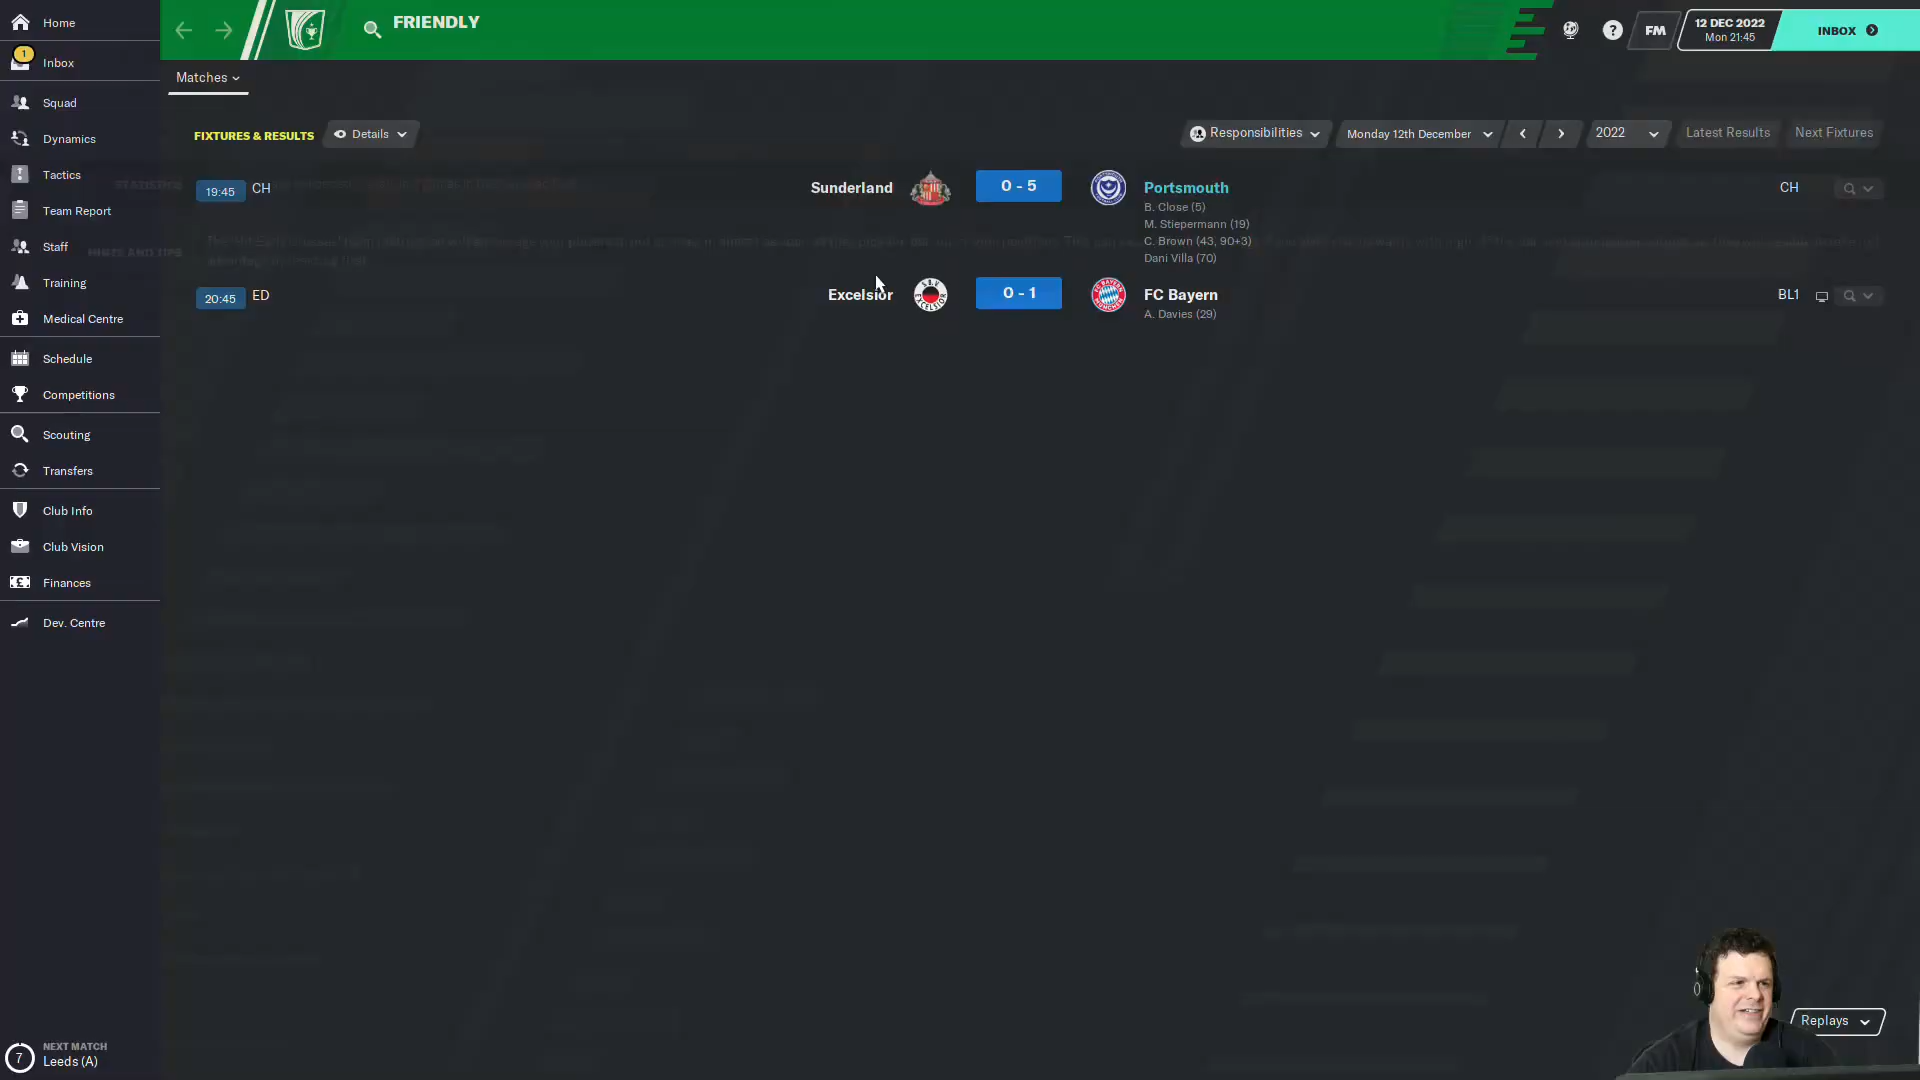 Home
FRIENDLY
12 DEC 2022
Mon 21:45
INBOX
FM
?
1
Inbox
Matches
Squad
FIXTURES & RESULTS
Details
Responsibilities
Monday 12th December
2022
Latest Results
Next Fixtures
Dynamics
Tactics
19:45
CH
Sunderland
0 - 5
Portsmouth
CH
B. Close (5)
M. Stiepermann (19)
C. Brown (43, 90+3)
Dani Villa (70)
Team Report
Staff
Training
20:45
ED
Excelsior
0 - 1
FC Bayern
BL1
A. Davies (29)
Medical Centre
Schedule
Competitions
Scouting
Transfers
Club Info
Club Vision
Finances
Dev. Centre
Replays
7
NEXT MATCH
Leeds (A)